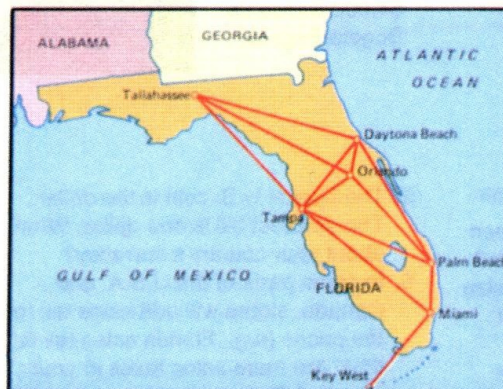 GEORGIA
ALABAMA
ATLANTIC
OCEAN
Tallahassee
Daytona Beach
Orlando
Tampa
Palm Beach
GULF OF MEXICO
FLORIDA
Miami
Key West